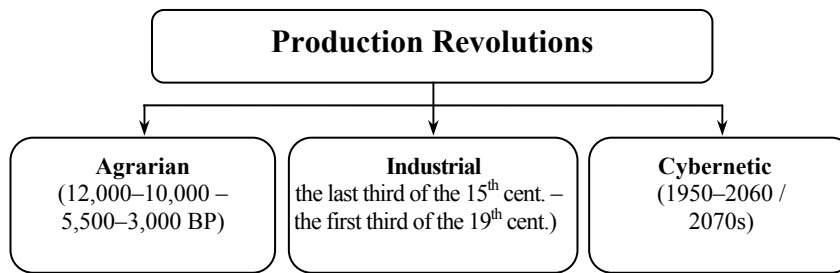 Production Revolutions
Agrarian
(12,000–10,000 –
5,500–3,000 BP)
Industrial
the last third of the 15th cent. –
the first third of the 19th cent.)
Cybernetic
(1950–2060 /
2070s)